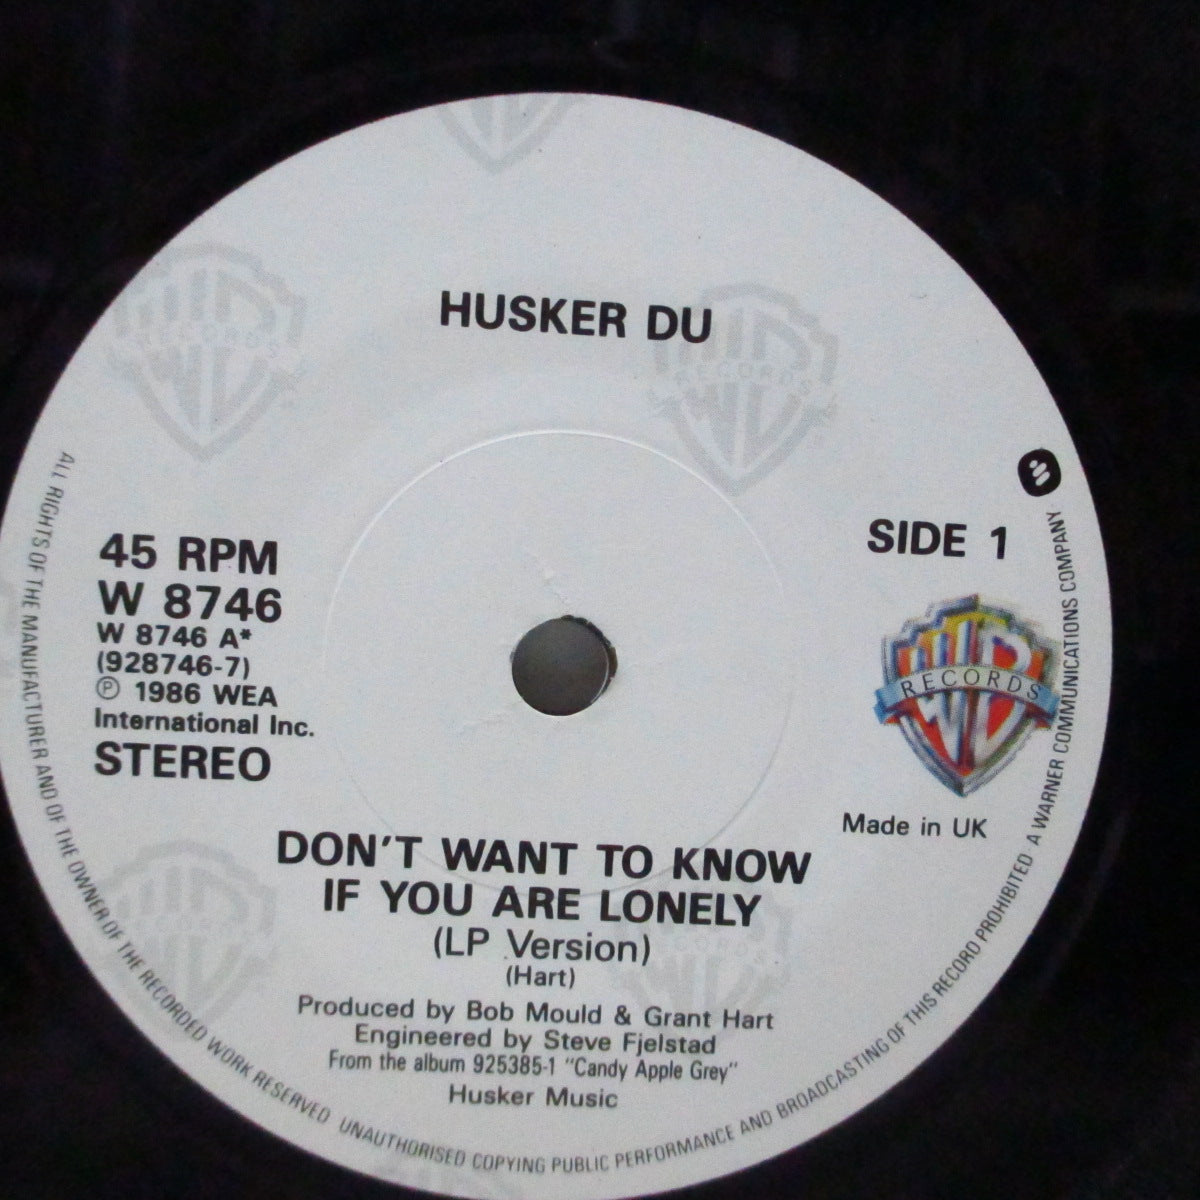 HUSKER DU
SIDE 1
45 RPM
W 8746
W 8746 A*
(928746-7)
Ⓟ 1986 WEA
International Inc.
STEREO
RECORDS
Made in UK
DON'T WANT TO KNOW
IF YOU ARE LONELY
(LP Version)
(Hart)
Produced by Bob Mould & Grant Hart
Engineered by Steve Fjelstad
From the album 925385-1 "Candy Apple Grey"
Husker Music
ALL RIGHTS OF THE MANUFACTURER AND OF THE OWNER OF THE RECORDED WORK RESERVED UNAUTHORISED COPYING PUBLIC PERFORMANCE AND BROADCASTING OF THIS RECORD PROHIBITED A WARNER COMMUNICATIONS COMPANY